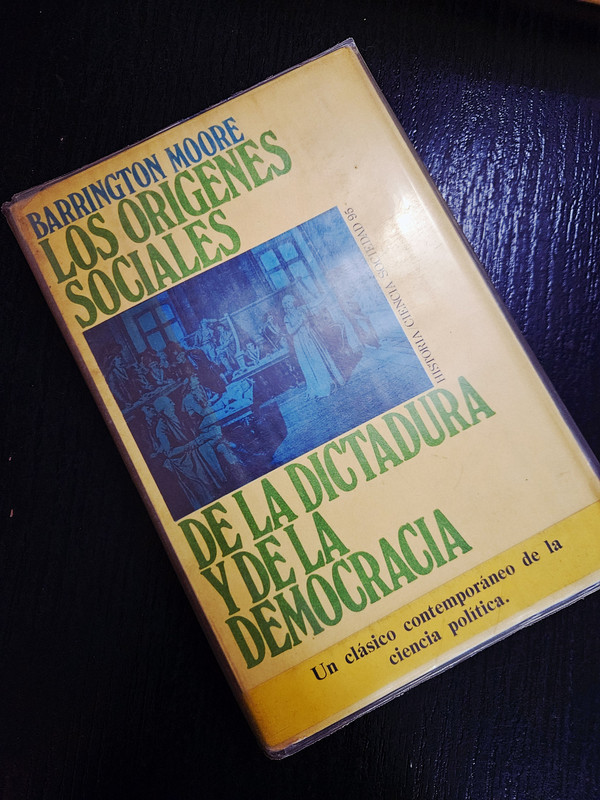 BARRINGTON MOORE
LOS ORIGENES
SOCIALES
HISTORIA CIENCIA SOCIEDAD 95
DE LA DICTADURA
Y DE LA
DEMOCRACIA
Un clásico contemporáneo de la
ciencia política.